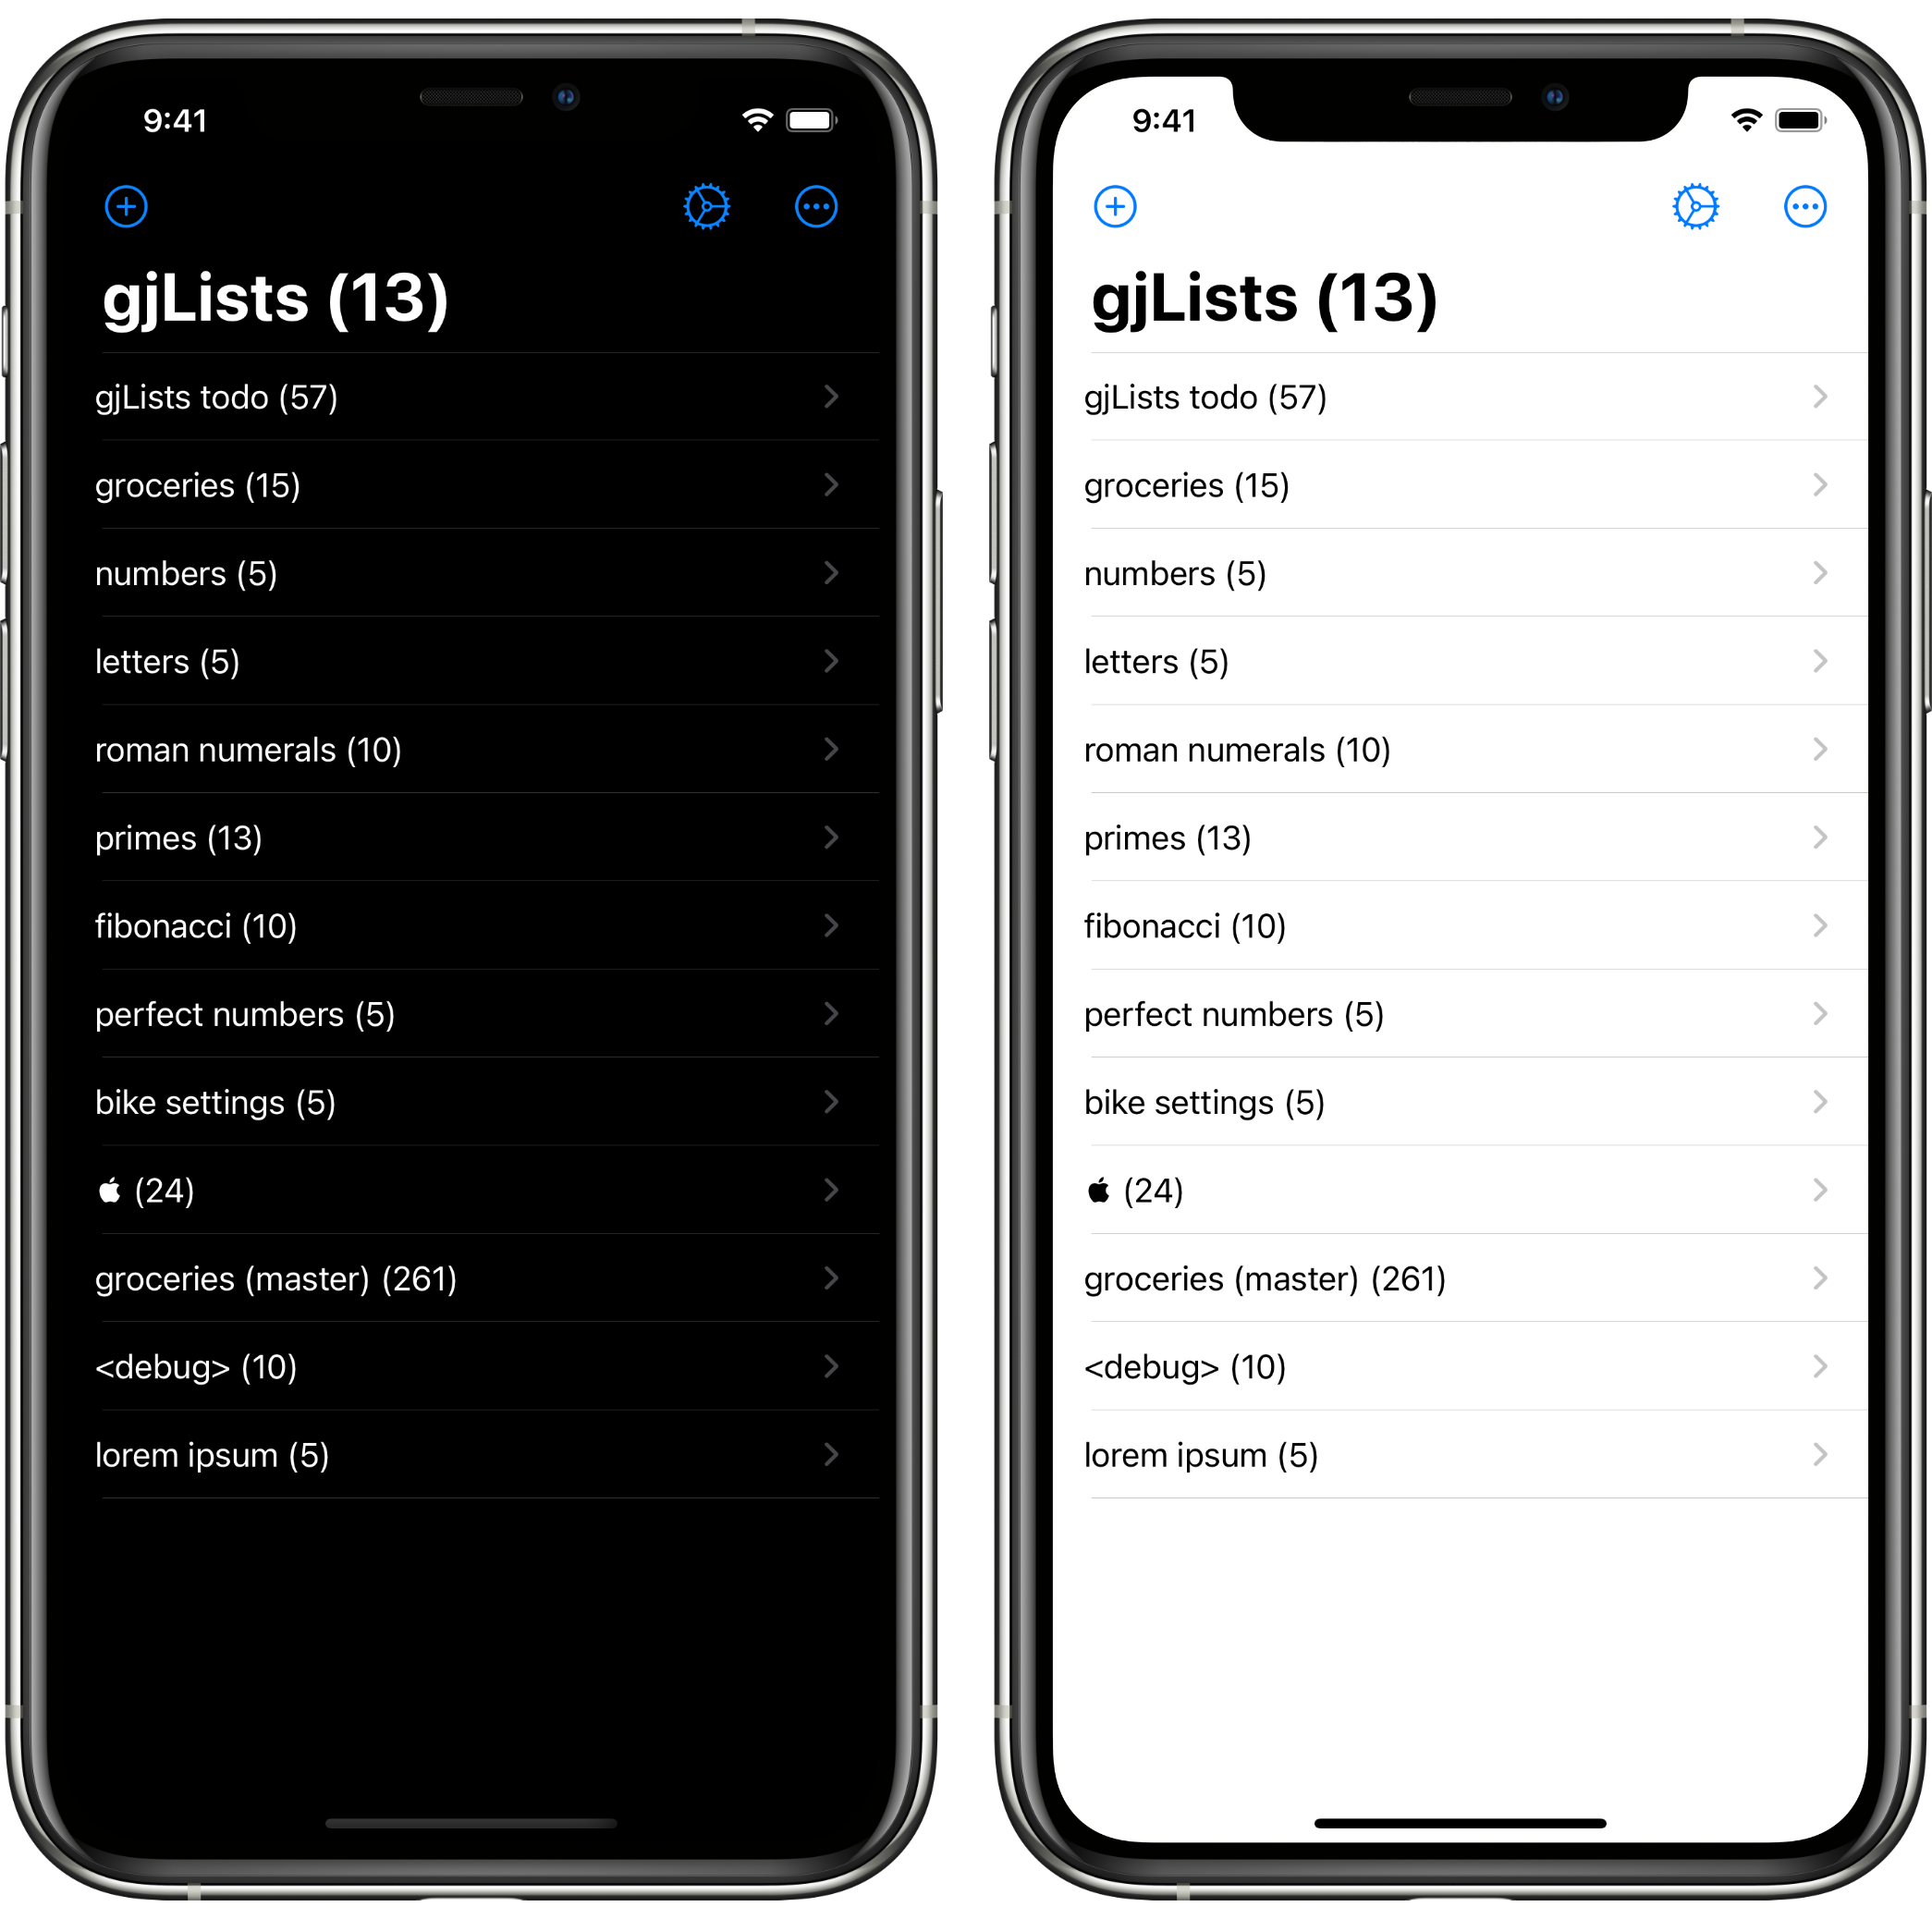 9:41
gjLists (13)
gjLists todo (57)
groceries (15)
numbers (5)
letters (5)
roman numerals (10)
primes (13)
fibonacci (10)
perfect numbers (5)
bike settings (5)
 (24)
groceries (master) (261)
<debug> (10)
lorem ipsum (5)
9:41
gjLists (13)
gjLists todo (57)
groceries (15)
numbers (5)
letters (5)
roman numerals (10)
primes (13)
fibonacci (10)
perfect numbers (5)
bike settings (5)
 (24)
groceries (master) (261)
<debug> (10)
lorem ipsum (5)